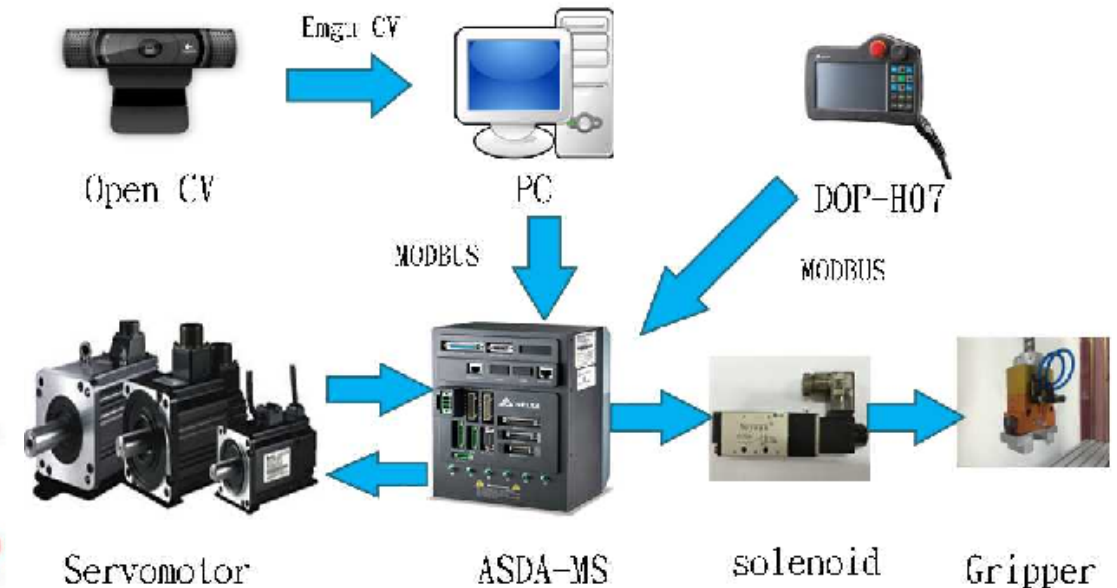 Emgu CV
Open CV
PC
DOP-H07
MODBUS
MODBUS
Servomotor
ASDA-MS
solenoid
Gripper